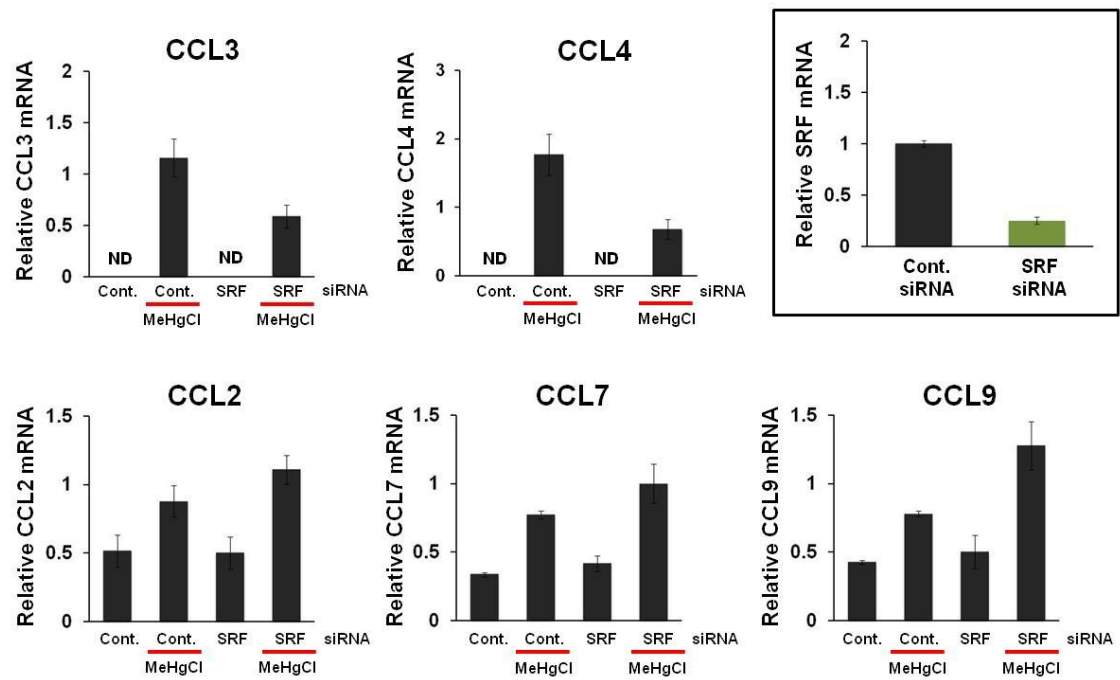 CCL3
Relative CCL3 mRNA
2
1.5
1
0.5
0
ND
ND
Cont. Cont. SRF SRF siRNA
MeHgCl MeHgCl
CCL4
Relative CCL4 mRNA
3
2
1
0
ND
ND
Cont. Cont. SRF SRF siRNA
MeHgCl MeHgCl
Relative SRF mRNA
2
1.5
1
0.5
0
Cont. SRF
siRNA siRNA
CCL2
Relative CCL2 mRNA
1.5
1
0.5
0
Cont. Cont. SRF SRF siRNA
MeHgCl MeHgCl
CCL7
Relative CCL7 mRNA
1.5
1
0.5
0
Cont. Cont. SRF SRF siRNA
MeHgCl MeHgCl
CCL9
Relative CCL9 mRNA
1.5
1
0.5
0
Cont. Cont. SRF SRF siRNA
MeHgCl MeHgCl